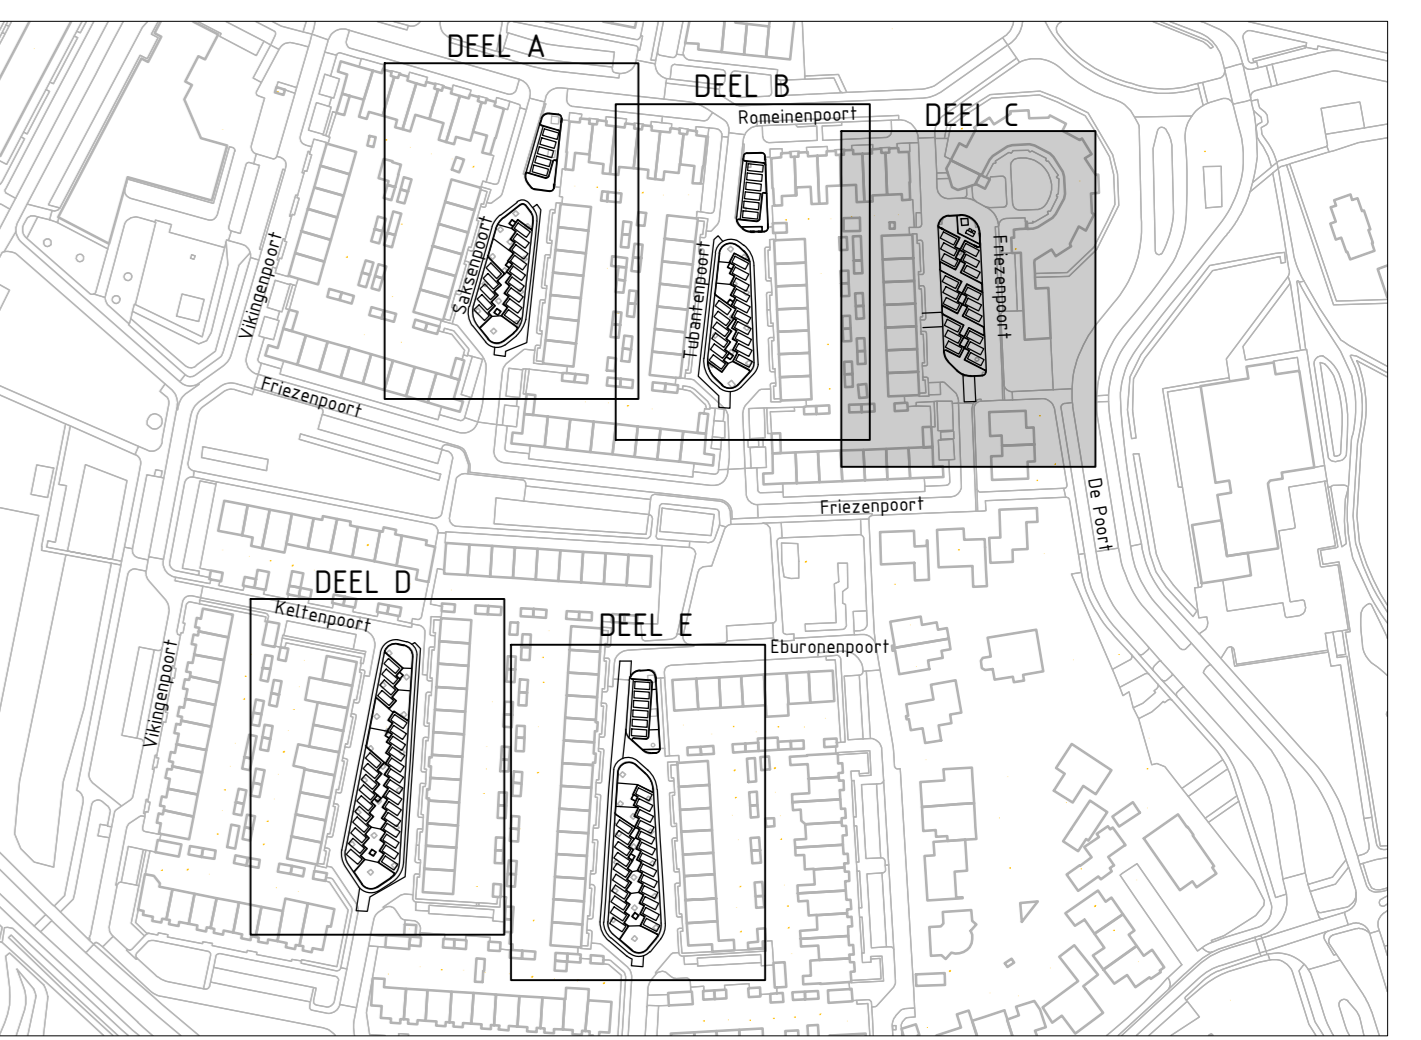 DEEL A
DEEL B
DEEL C
Romeinenpoort
Vikingenpoort
Saksenpoort
Tubantenpoort
Friezenpoort
Friezenpoort
Friezenpoort
De Poort
DEEL D
Keltenpoort
DEEL E
Eburonenpoort
Vikingenpoort